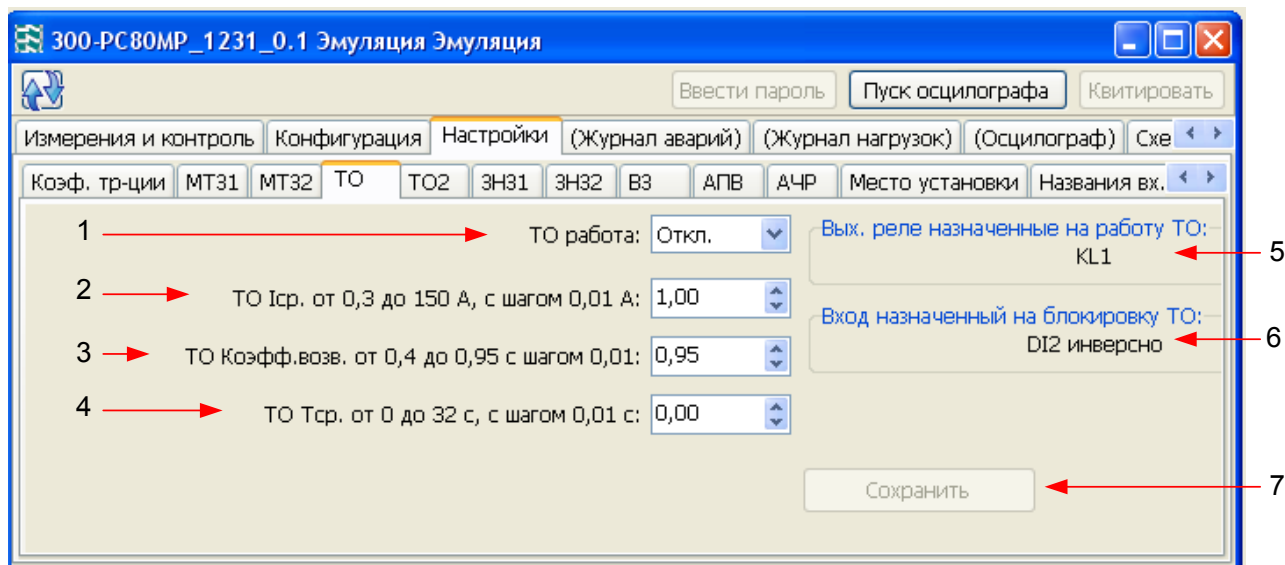 300-РС80МР_1231_0.1 Эмуляция Эмуляция
Ввести пароль Пуск осцилографа Квитировать
Измерения и контроль Конфигурация Настройки (Журнал аварий) (Журнал нагрузок) (Осцилограф) Схе
Коэф. тр-ции МТЗ1 МТЗ2 ТО ТО2 ЗНЗ1 ЗНЗ2 ВЗ АПВ АЧР Место установки Названия вх.
1 ТО работа: Откл. Вых. реле назначенные на работу ТО:
KL1 5
2 ТО Iср. от 0,3 до 150 А, с шагом 0,01 А: 1,00
Вход назначенный на блокировку ТО:
DI2 инверсно 6
3 ТО Коэфф.возв. от 0,4 до 0,95 с шагом 0,01: 0,95
4 ТО Тср. от 0 до 32 с, с шагом 0,01 с: 0,00
Сохранить 7